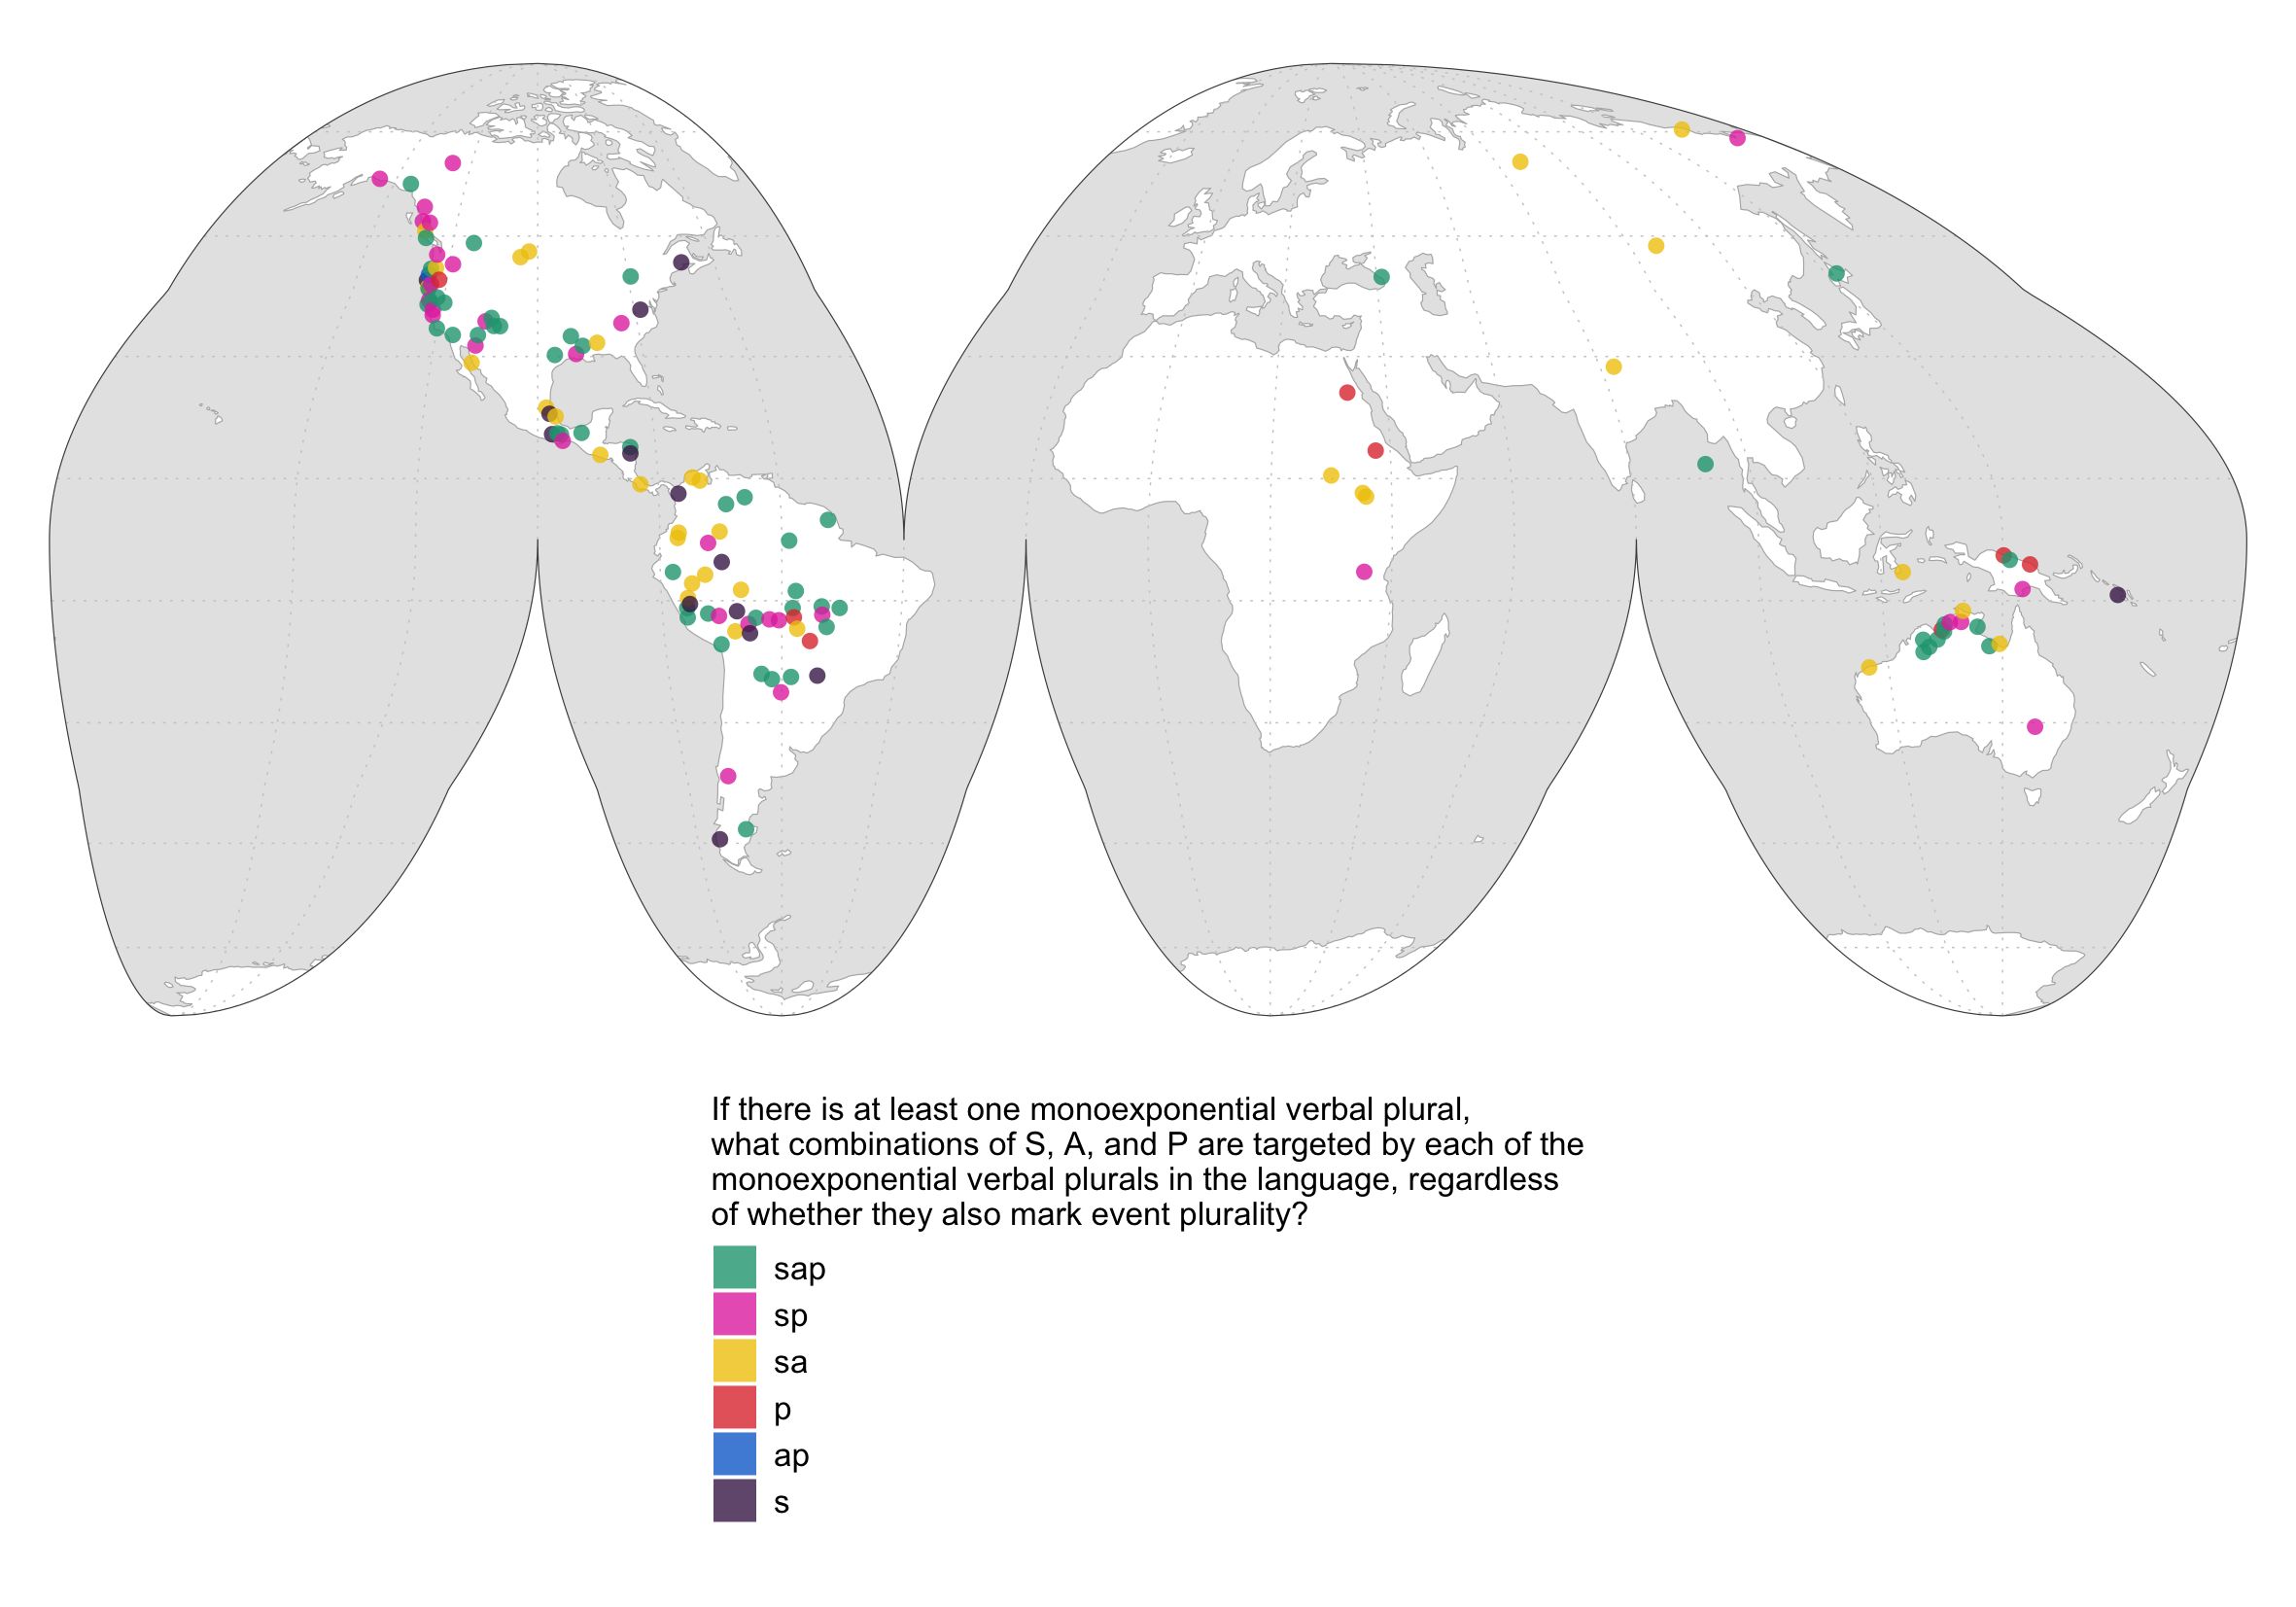 If there is at least one monoexponential verbal plural,
what combinations of S, A, and P are targeted by each of the
monoexponential verbal plurals in the language, regardless
of whether they also mark event plurality?
sap
sp
sa
p
ap
s